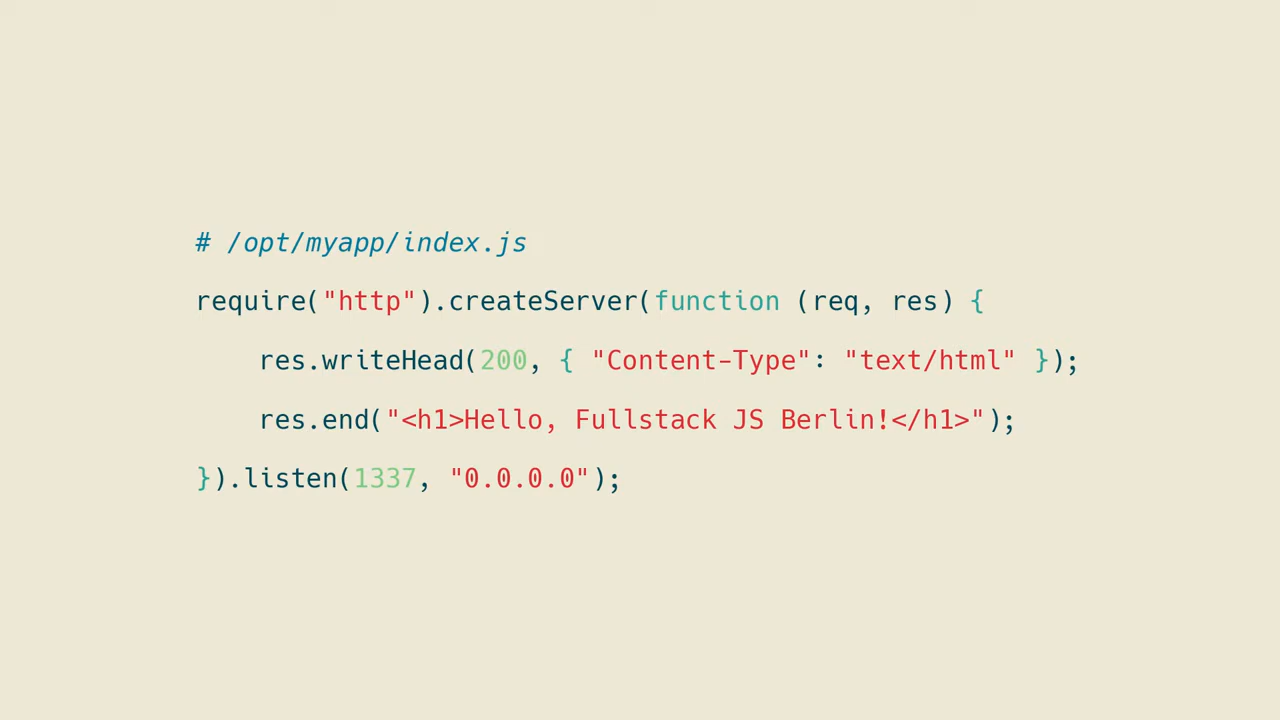 # /opt/myapp/index.js
require("http").createServer(function (req, res) {
    res.writeHead(200, { "Content-Type": "text/html" });
    res.end("<h1>Hello, Fullstack JS Berlin!</h1>");
}).listen(1337, "0.0.0.0");